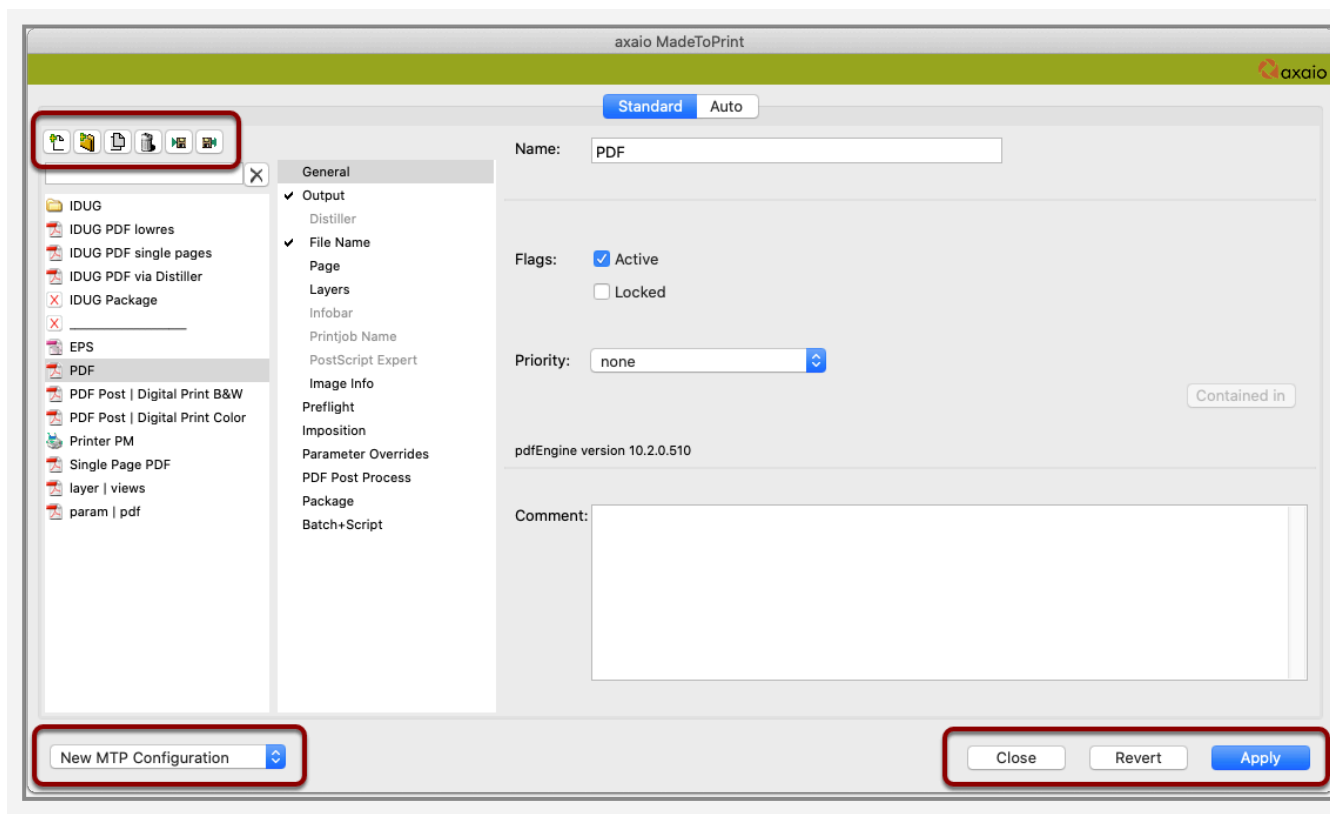 axaio MadeToPrint
axaio
Standard Auto
IDUG
IDUG PDF lowres
IDUG PDF single pages
IDUG PDF via Distiller
IDUG Package
________________
EPS
PDF
PDF Post | Digital Print B&W
PDF Post | Digital Print Color
Printer PM
Single Page PDF
layer | views
param | pdf
General
Output
Distiller
File Name
Page
Layers
Infobar
Printjob Name
PostScript Expert
Image Info
Preflight
Imposition
Parameter Overrides
PDF Post Process
Package
Batch+Script
Name: PDF
Flags: Active
Locked
Priority: none
Contained in
pdfEngine version 10.2.0.510
Comment:
New MTP Configuration
Close Revert Apply